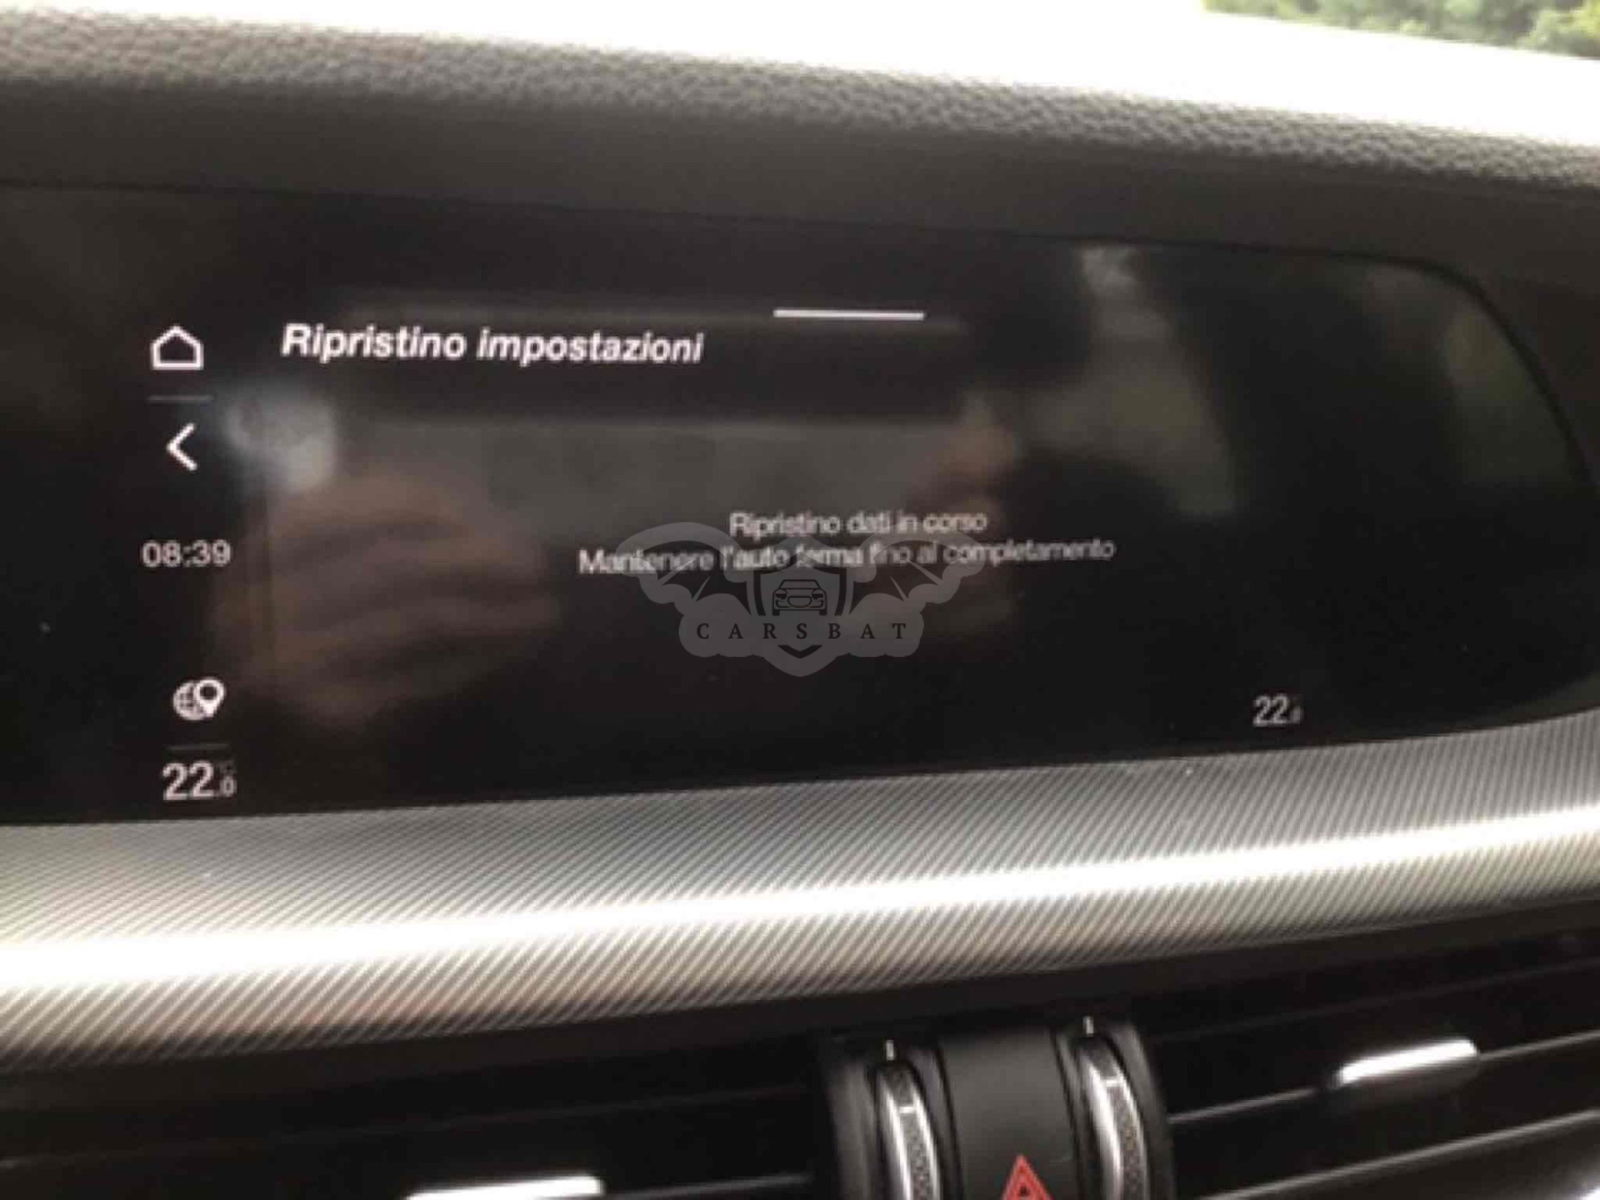 Ripristino impostazioni
08:39
Ripristino dati in corso
Mantenere l'auto ferma fino al completamento
CARSBAT
22.0
22.0